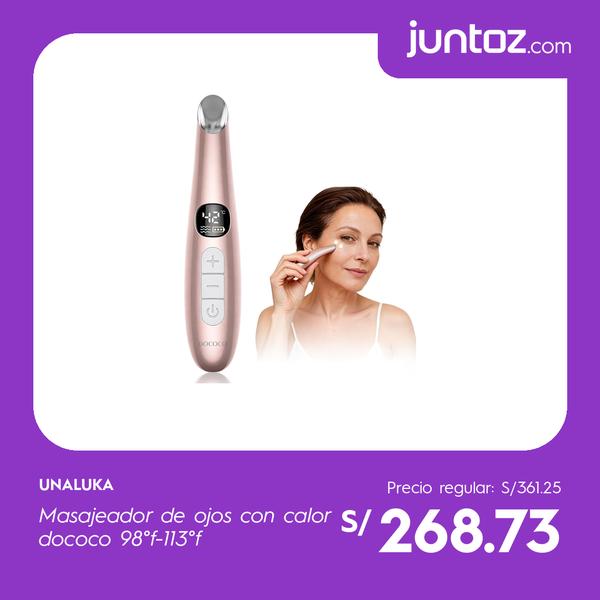 juntoz.com
42°C
DOCOCO
UNALUKA
Masajeador de ojos con calor
dococo 98°f-113°f
Precio regular: S/361.25
S/268.73